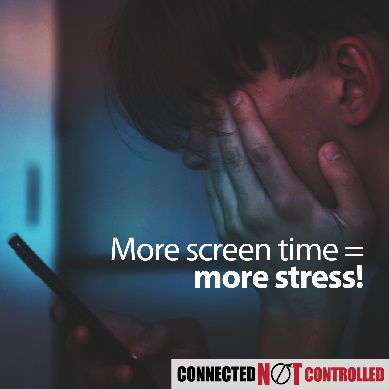 More screen time =
more stress!
CONNECTED NOT CONTROLLED